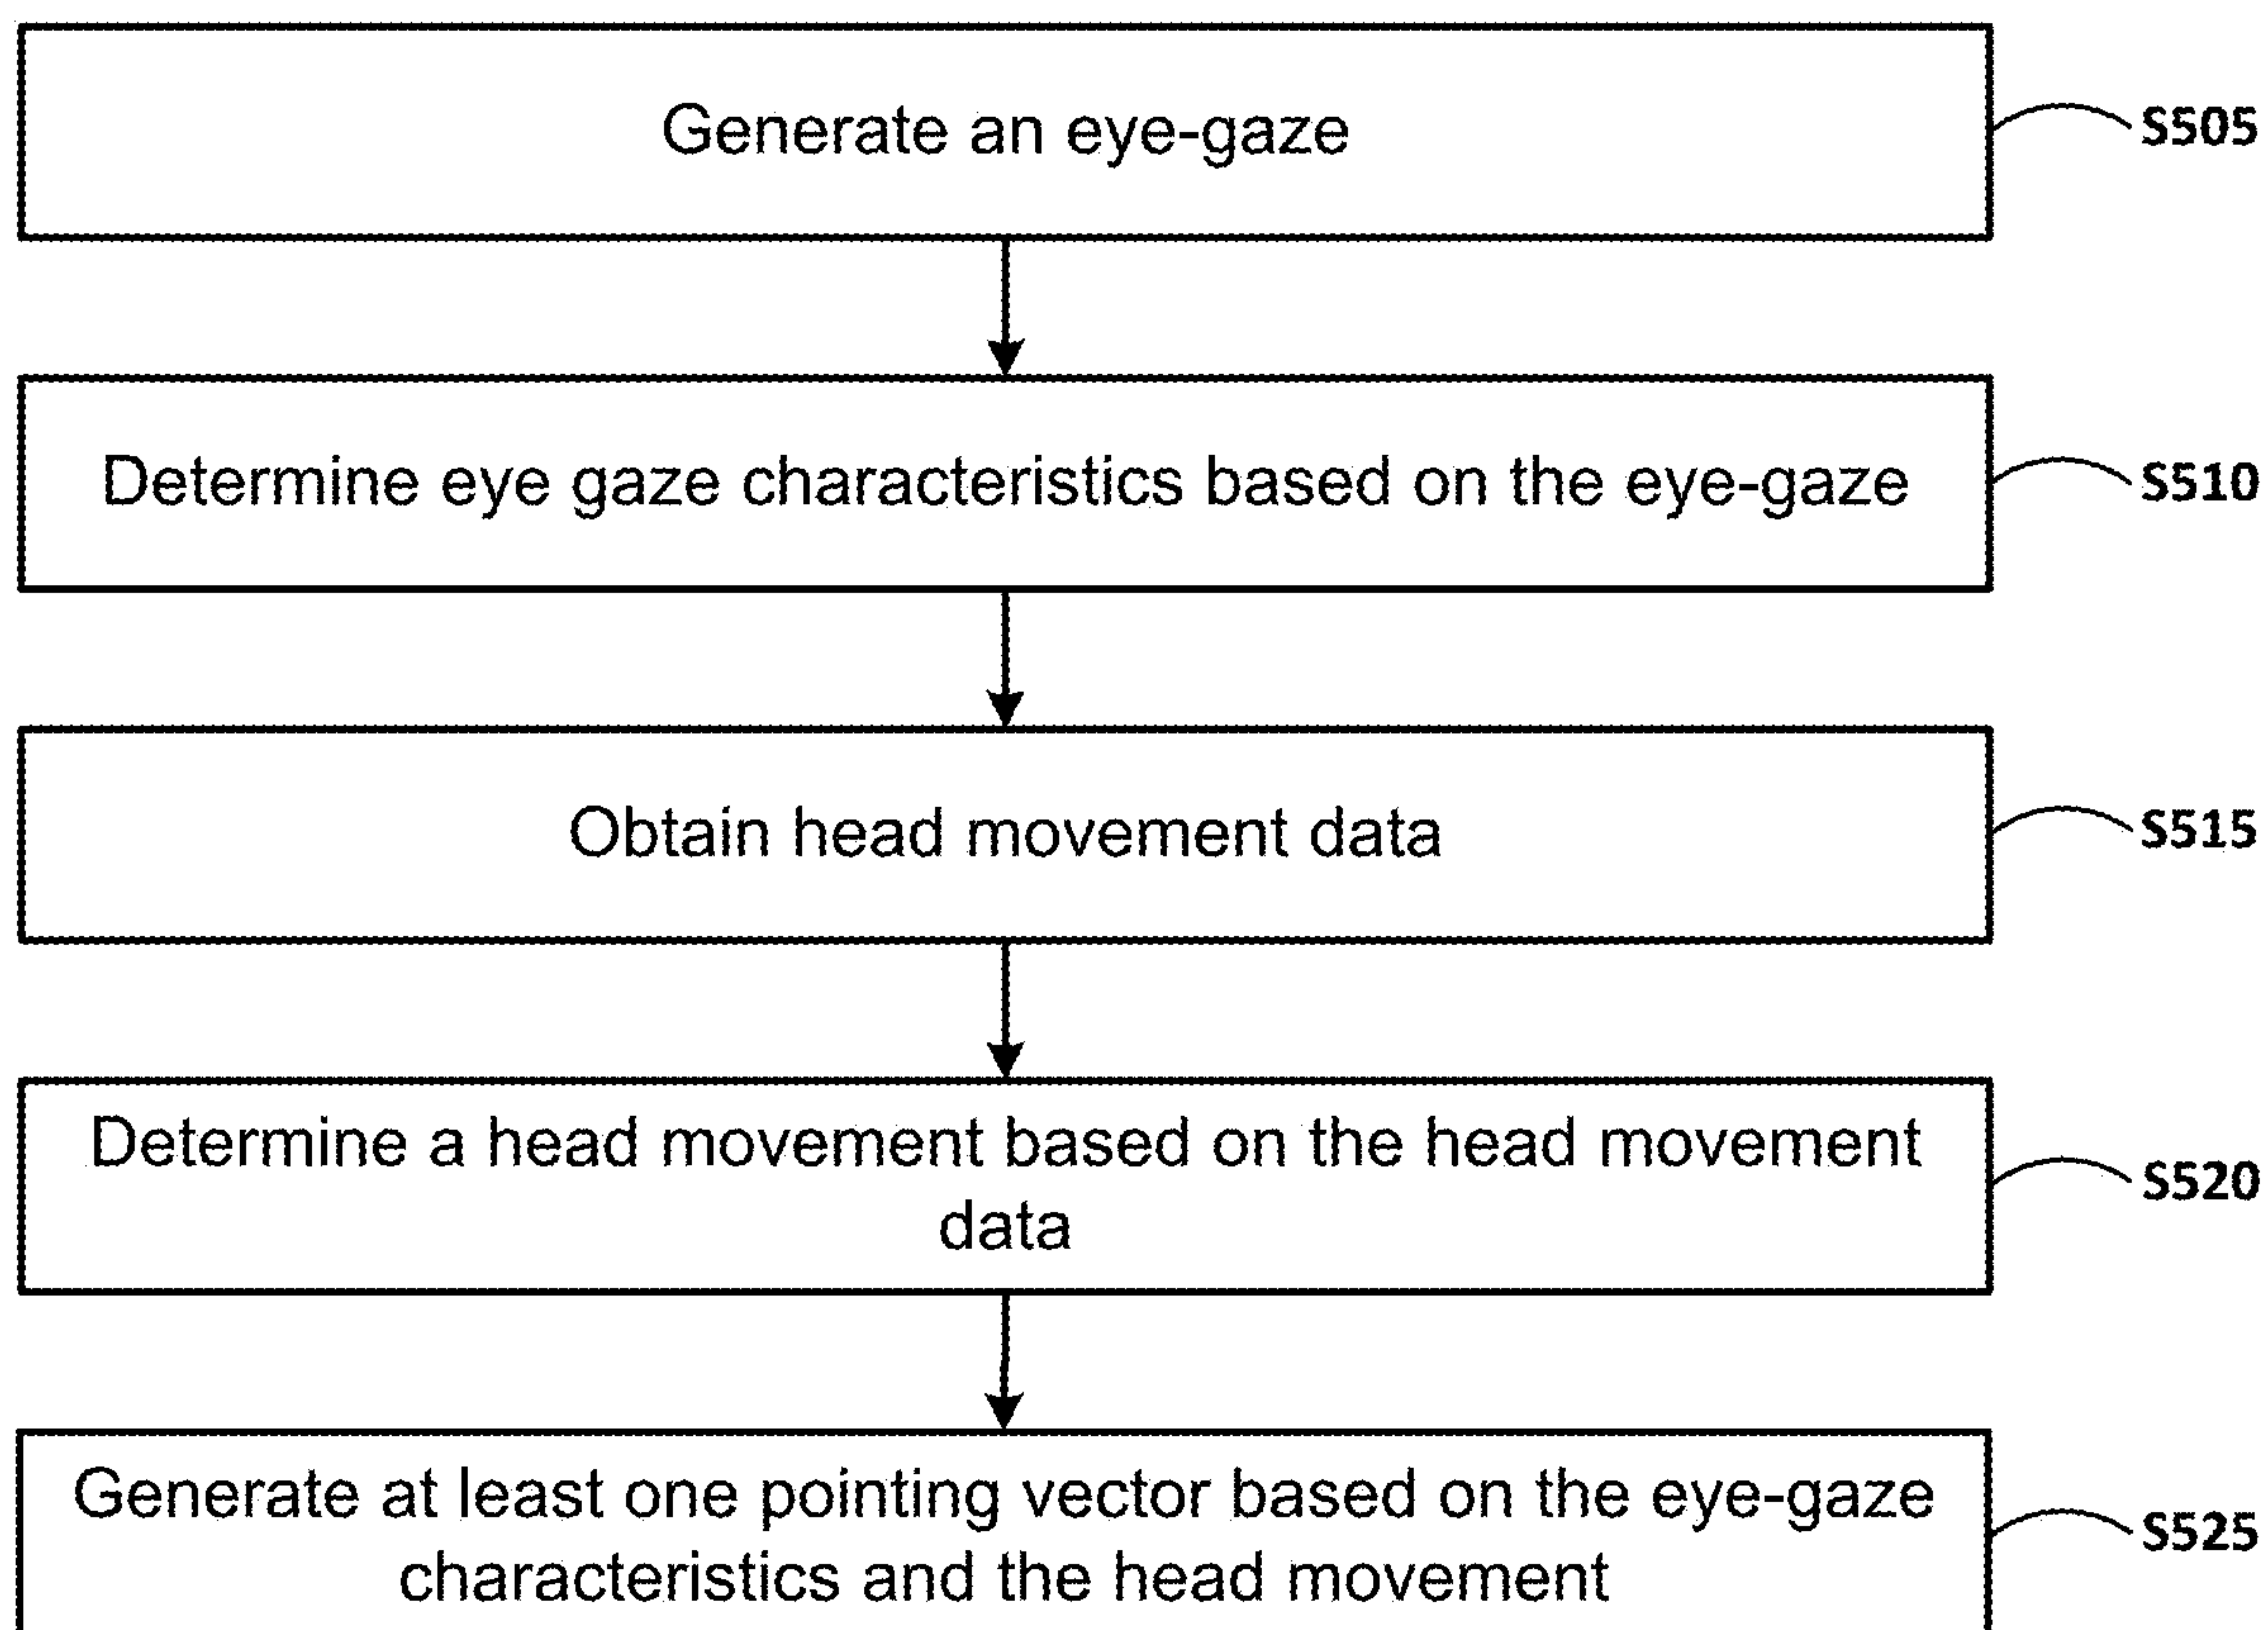 Generate an eye-gaze
S505
Determine eye gaze characteristics based on the eye-gaze
S510
Obtain head movement data
S515
Determine a head movement based on the head movement
data
S520
Generate at least one pointing vector based on the eye-gaze
characteristics and the head movement
S525